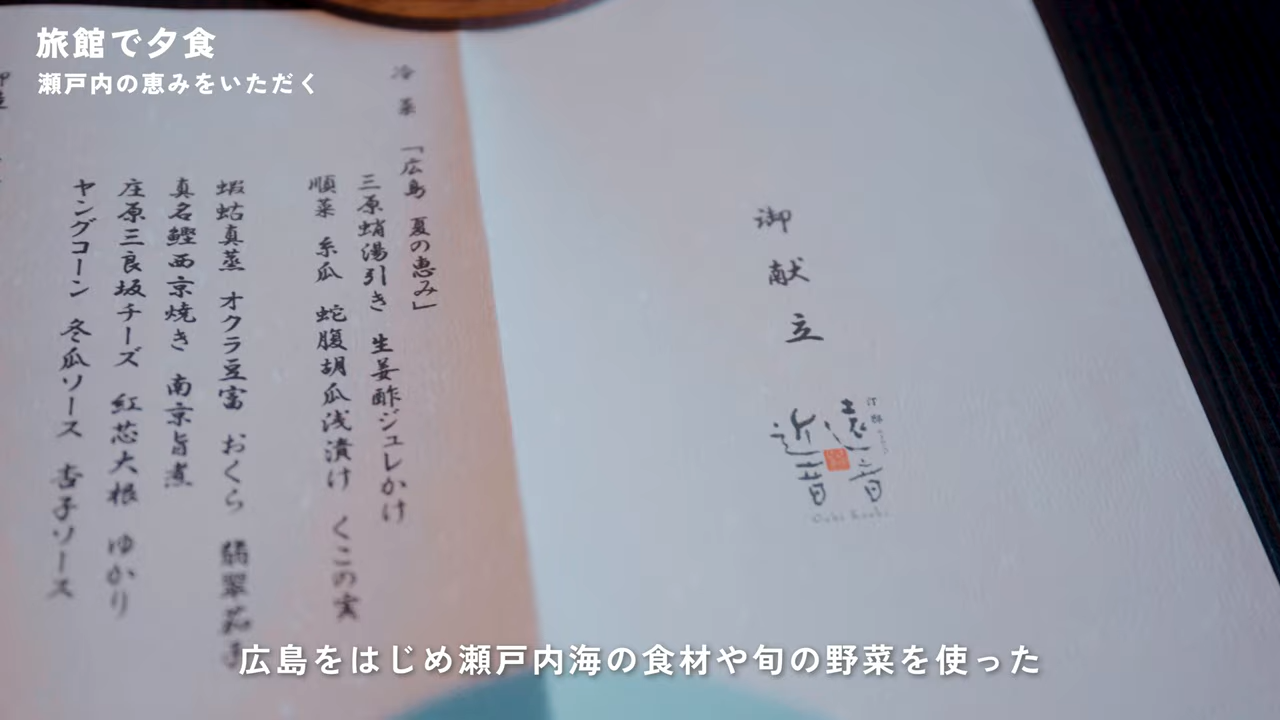 旅館で夕食
瀬戸内の恵みをいただく
御献立
遠音
近音
冷菜 「広島 夏の恵み」
三原蛸湯引き 生姜酢ジュレかけ
順菜 糸瓜 蛇腹胡瓜浅漬け くこの実
蝦蛄真蒸 オクラ豆富 おくら 翡翠茄子
真名鰹西京焼き 南京旨煮
庄原三良坂チーズ 紅芯大根 ゆかり
ヤングコーン 冬瓜ソース 杏子ソース
広島をはじめ瀬戸内海の食材や旬の野菜を使った